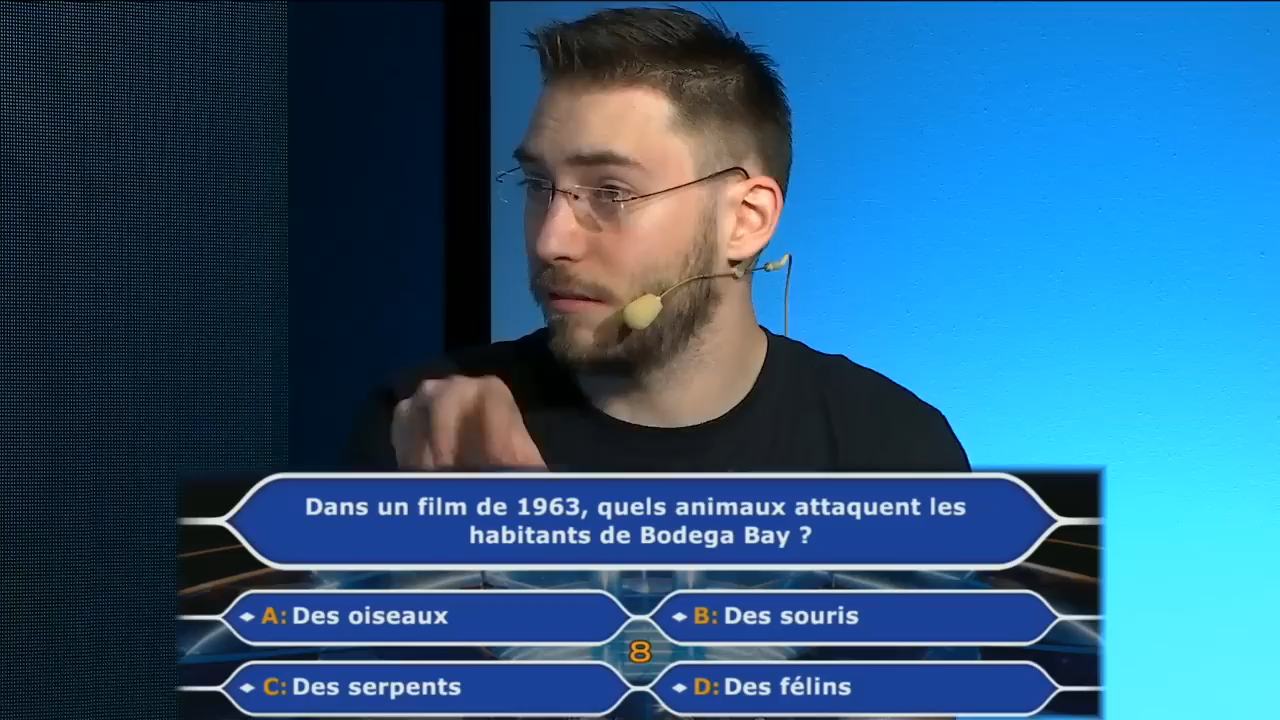 Dans un film de 1963, quels animaux attaquent les
habitants de Bodega Bay ?
A: Des oiseaux
B: Des souris
8
C: Des serpents
D: Des félins